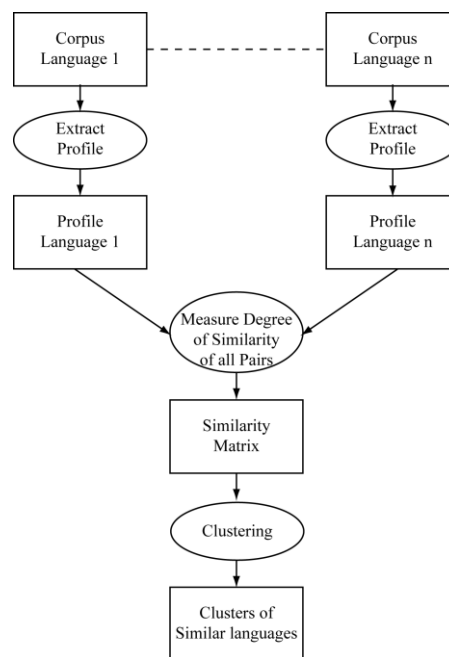 Corpus
Language 1
Corpus
Language n
Extract
Profile
Extract
Profile
Profile
Language 1
Profile
Language n
Measure Degree
of Similarity
of all Pairs
Similarity
Matrix
Clustering
Clusters of
Similar languages